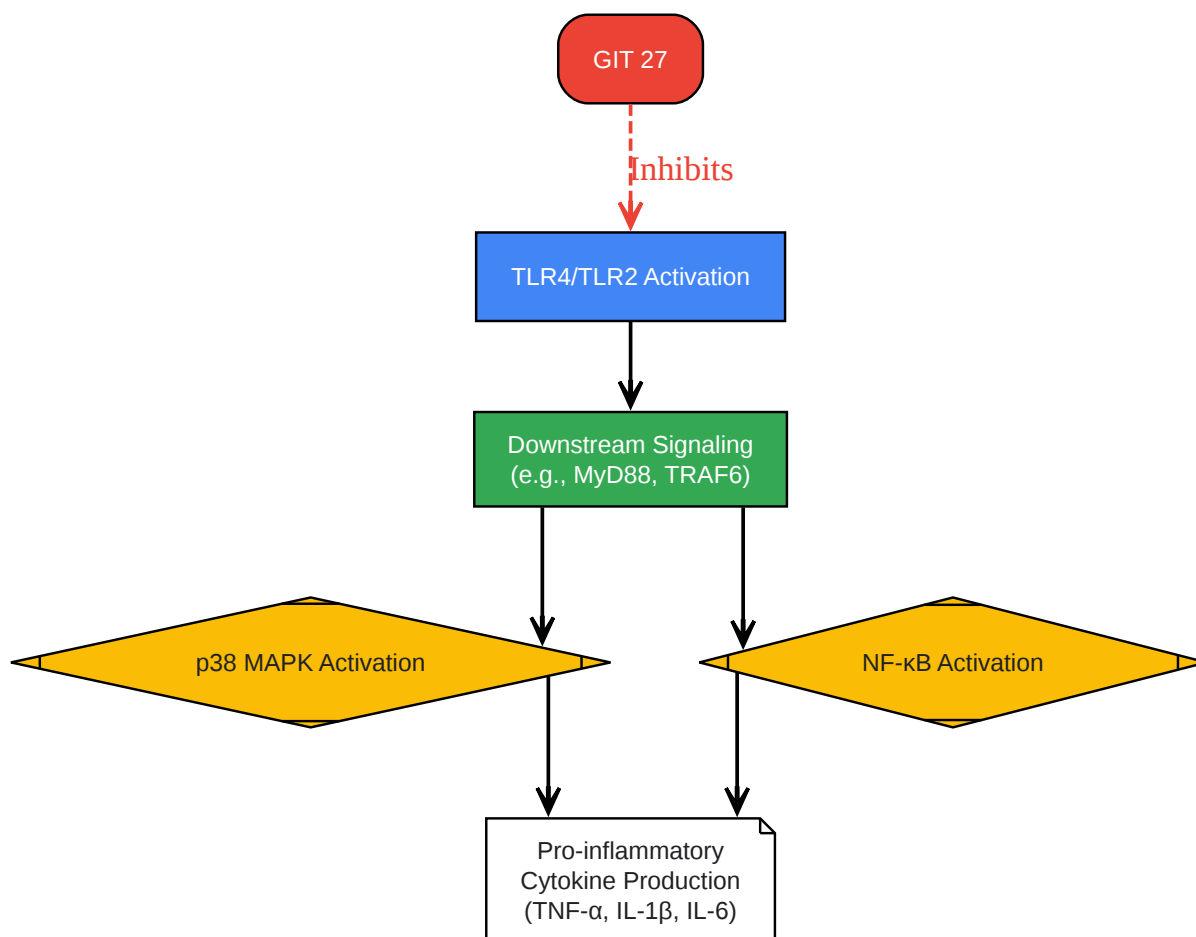 GIT 27
Inhibits
TLR4/TLR2 Activation
Downstream Signaling
(e.g., MyD88, TRAF6)
p38 MAPK Activation
NF-κB Activation
Pro-inflammatory
Cytokine Production
(TNF-α, IL-1β, IL-6)